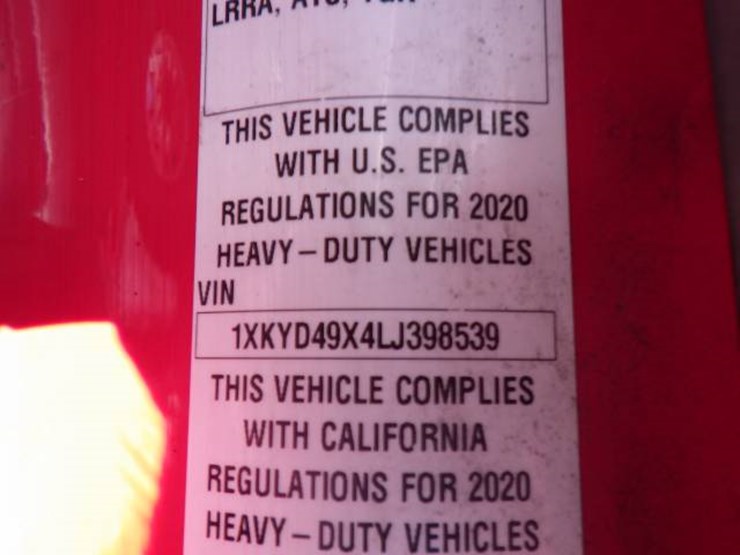 LRRA,
THIS VEHICLE COMPLIES
WITH U.S. EPA
REGULATIONS FOR 2020
HEAVY – DUTY VEHICLES
VIN
1XKYD49X4LJ398539
THIS VEHICLE COMPLIES
WITH CALIFORNIA
REGULATIONS FOR 2020
HEAVY – DUTY VEHICLES